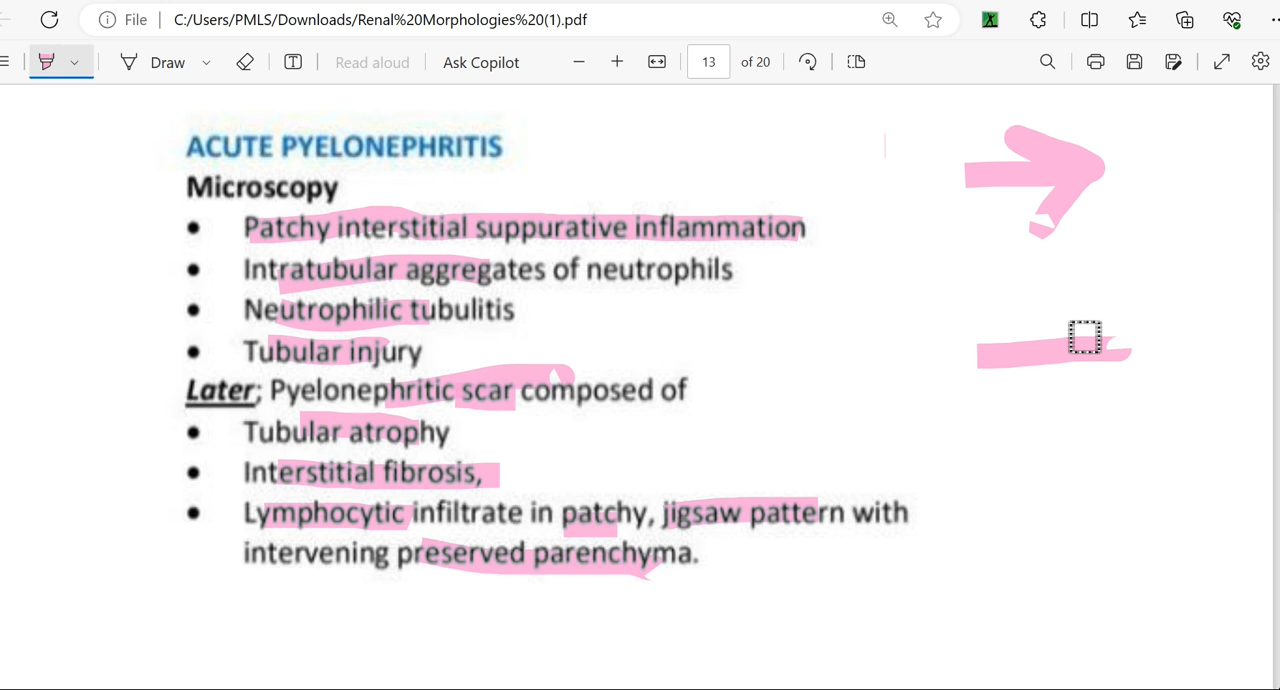 File C:/Users/PMLS/Downloads/Renal%20Morphologies%20(1).pdf
Draw Read aloud Ask Copilot 13 of 20
ACUTE PYELONEPHRITIS
Microscopy
• Patchy interstitial suppurative inflammation
• Intratubular aggregates of neutrophils
• Neutrophilic tubulitis
• Tubular injury
Later; Pyelonephritic scar composed of
• Tubular atrophy
• Interstitial fibrosis,
• Lymphocytic infiltrate in patchy, jigsaw pattern with
intervening preserved parenchyma.